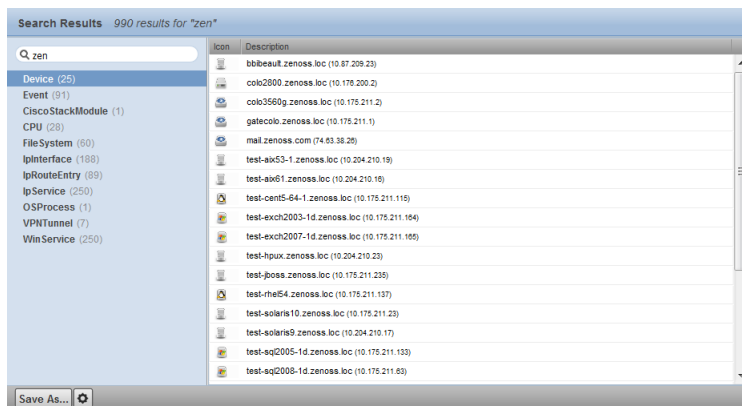 Search Results 990 results for "zen"
zen
Device (25)
Event (91)
CiscoStackModule (1)
CPU (28)
FileSystem (60)
IpInterface (188)
IpRouteEntry (89)
IpService (250)
OSProcess (1)
VPNTunnel (7)
WinService (250)
Icon Description
bbibeault.zenoss.loc (10.87.209.23)
colo2800.zenoss.loc (10.176.200.2)
colo3560g.zenoss.loc (10.175.211.2)
gatecolo.zenoss.loc (10.175.211.1)
mail.zenoss.com (74.63.38.26)
test-aix53-1.zenoss.loc (10.204.210.19)
test-aix61.zenoss.loc (10.204.210.16)
test-cent5-64-1.zenoss.loc (10.175.211.115)
test-exch2003-1d.zenoss.loc (10.175.211.164)
test-exch2007-1d.zenoss.loc (10.175.211.165)
test-hpux.zenoss.loc (10.204.210.23)
test-jboss.zenoss.loc (10.175.211.235)
test-rhel54.zenoss.loc (10.175.211.137)
test-solaris10.zenoss.loc (10.175.211.23)
test-solaris9.zenoss.loc (10.204.210.17)
test-sql2005-1d.zenoss.loc (10.175.211.133)
test-sql2008-1d.zenoss.loc (10.175.211.63)
Save As...